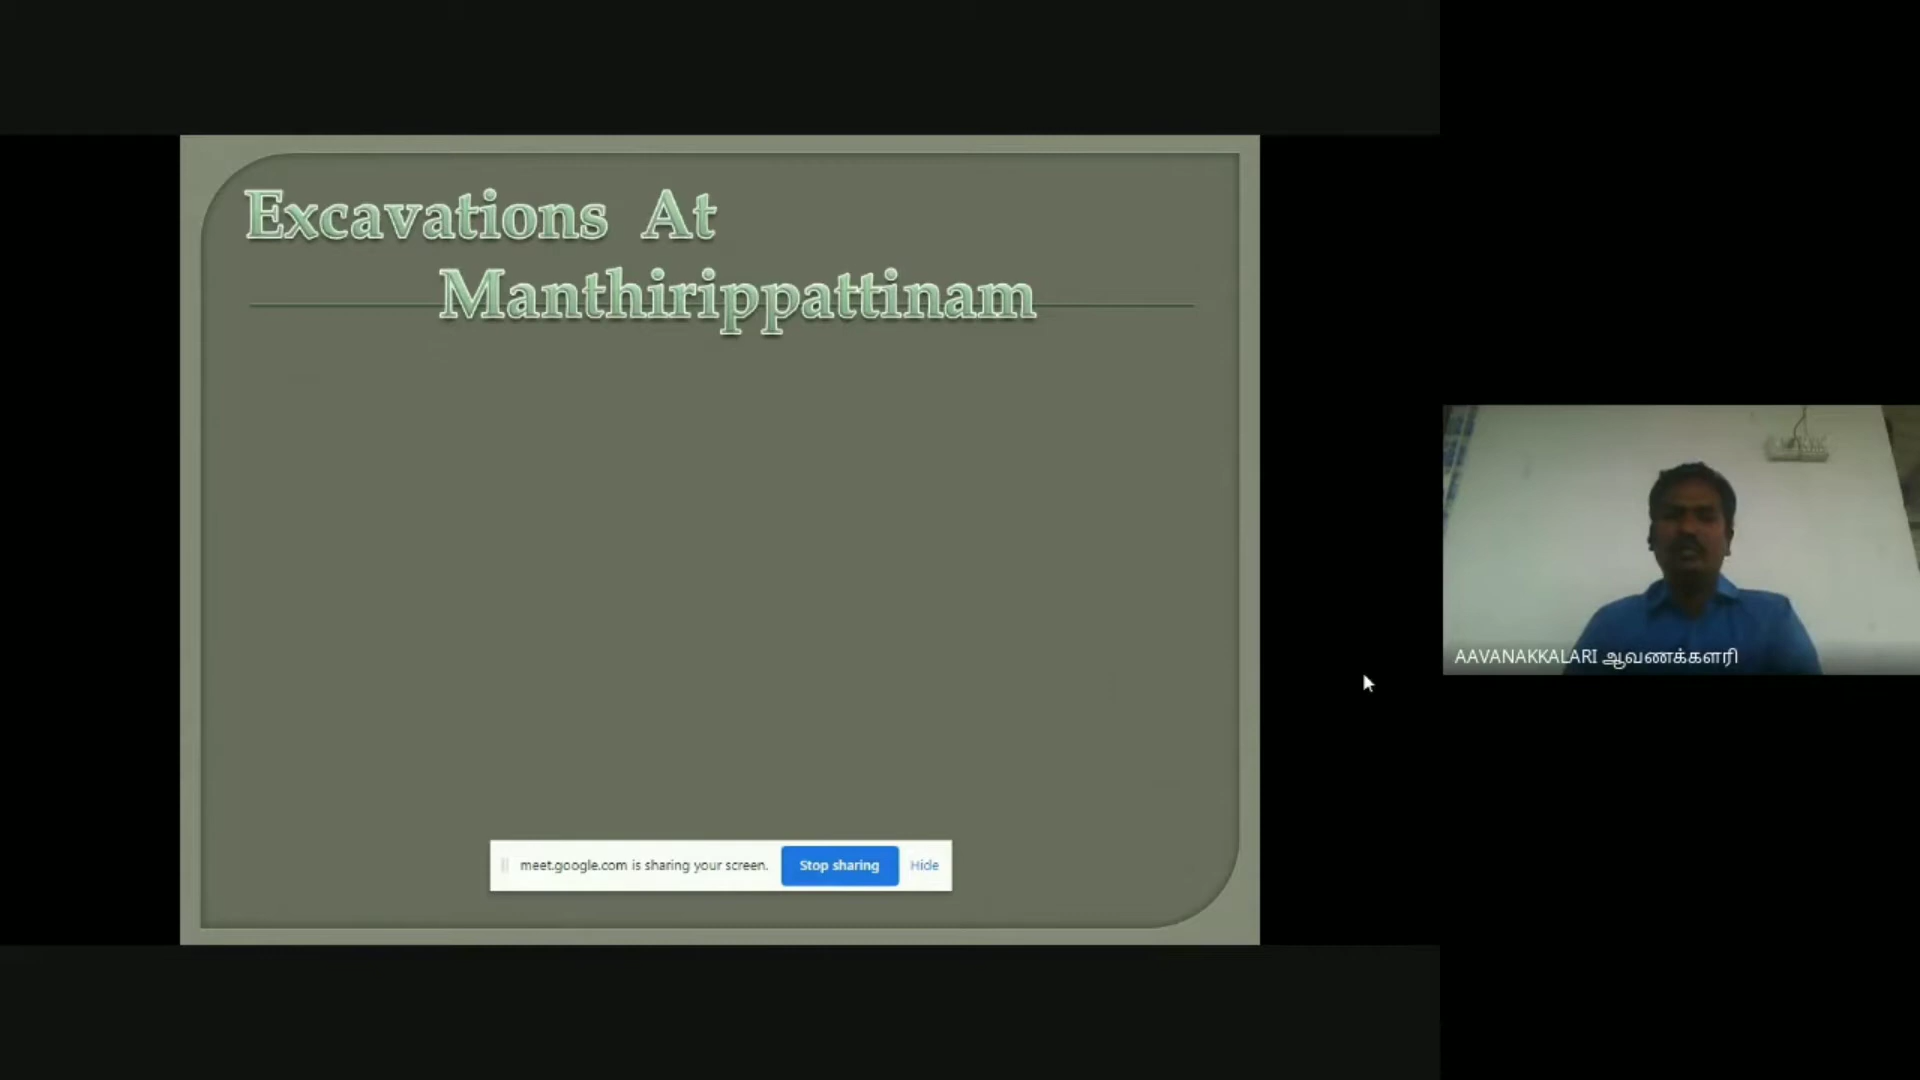 Excavations At
Manthirippattinam
meet.google.com is sharing your screen. Stop sharing Hide
AAVANAKKALARI ஆவணக்களரி